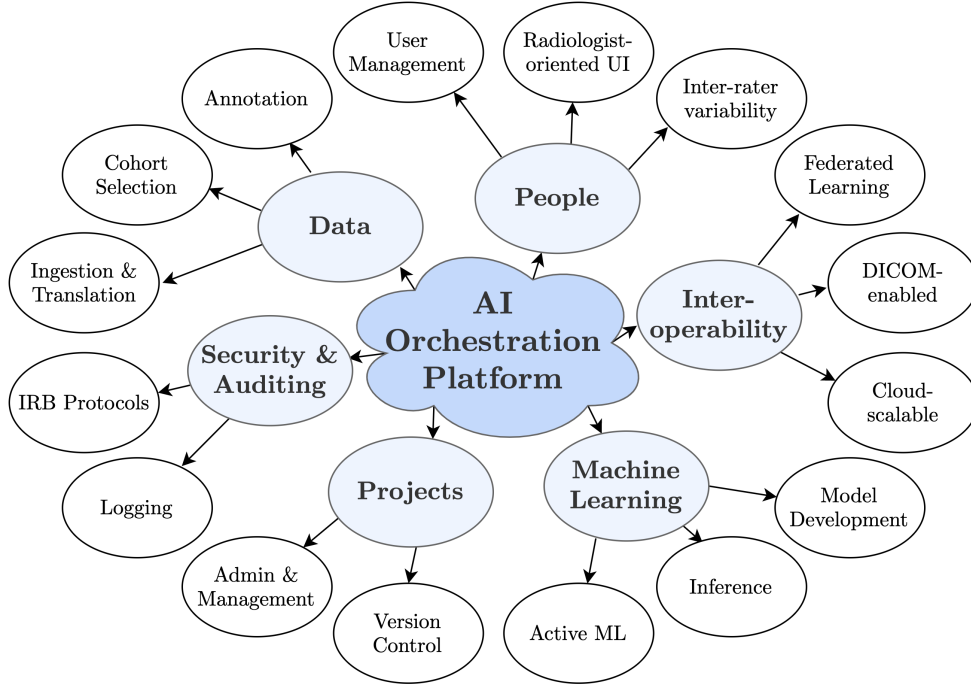 User
Management
Radiologist-
oriented UI
Annotation
Inter-rater
variability
Cohort
Selection
Federated
Learning
People
Data
Ingestion &
Translation
DICOM-
enabled
Inter-
operability
AI
Orchestration
Platform
Security &
Auditing
IRB Protocols
Cloud-
scalable
Projects
Machine
Learning
Logging
Model
Development
Admin &
Management
Inference
Version
Control
Active ML